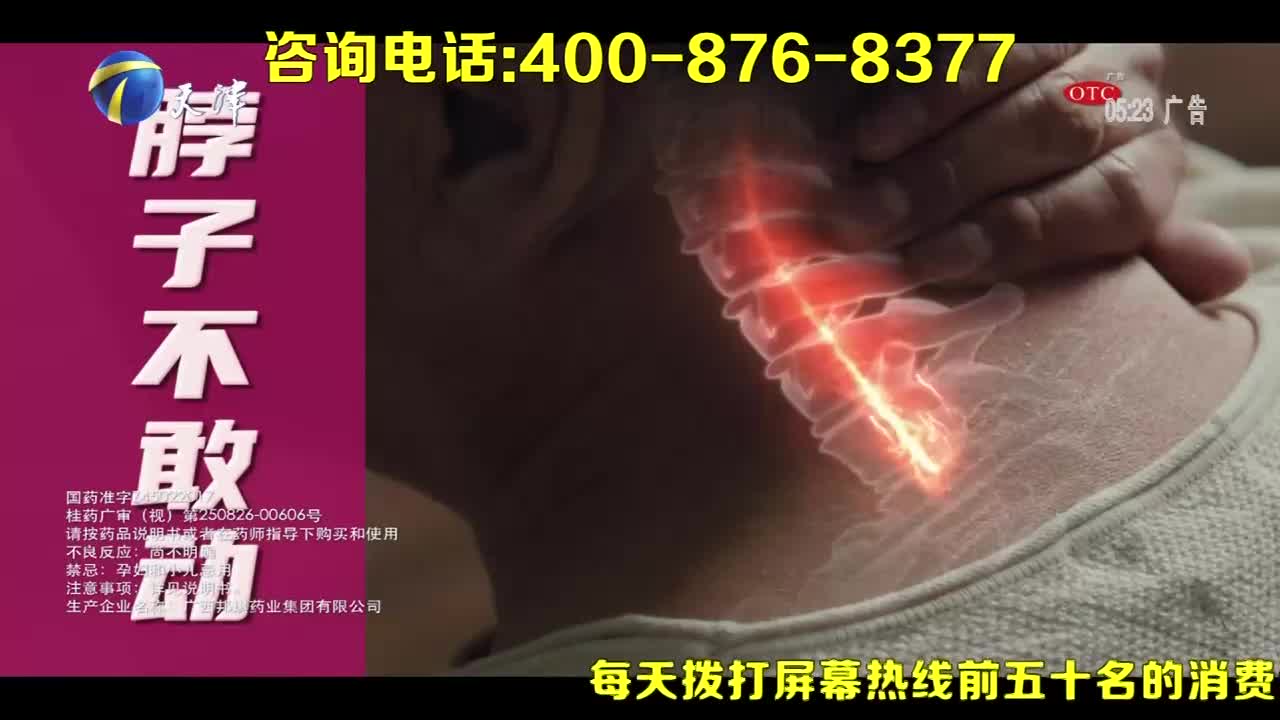 咨询电话:400-876-8377
天津
广告
OTC
05:23 广告
脖子不敢动
国药准字
桂药广审（视）第250826-00606号
请按药品说明书或者在药师指导下购买和使用
不良反应：尚不明确
禁忌：孕妇和小儿忌用
注意事项：详见说明书
生产企业名称：广西邦琪药业集团有限公司
每天拨打屏幕热线前五十名的消费